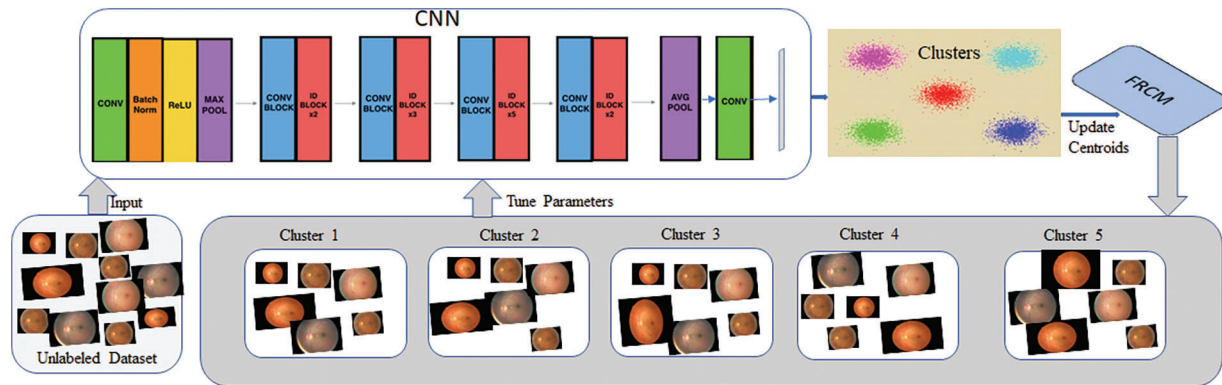 CNN
CONV
Batch
Norm
ReLU
MAX
POOL
CONV
BLOCK
ID
BLOCK
x2
CONV
BLOCK
ID
BLOCK
x3
CONV
BLOCK
ID
BLOCK
x5
CONV
BLOCK
ID
BLOCK
x2
AVG
POOL
CONV
Clusters
FRCM
Update
Centroids
Input
Tune Parameters
Unlabeled Dataset
Cluster 1
Cluster 2
Cluster 3
Cluster 4
Cluster 5